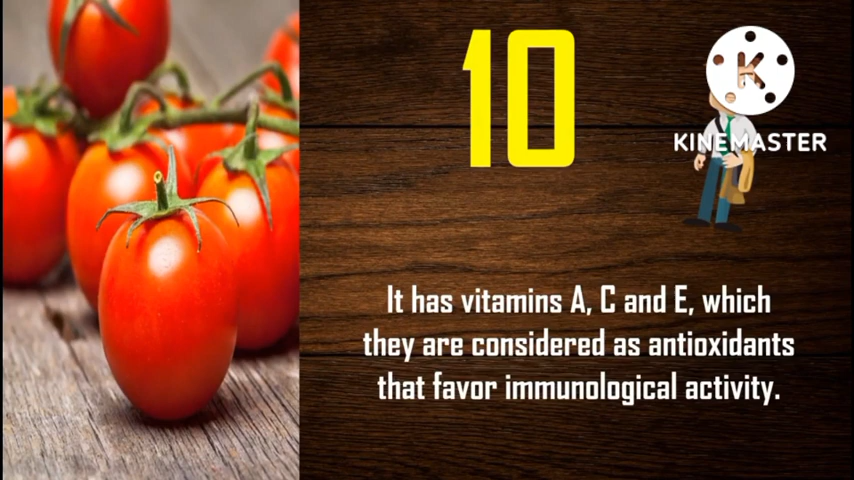 10
K
KINEMASTER
It has vitamins A, C and E, which
they are considered as antioxidants
that favor immunological activity.